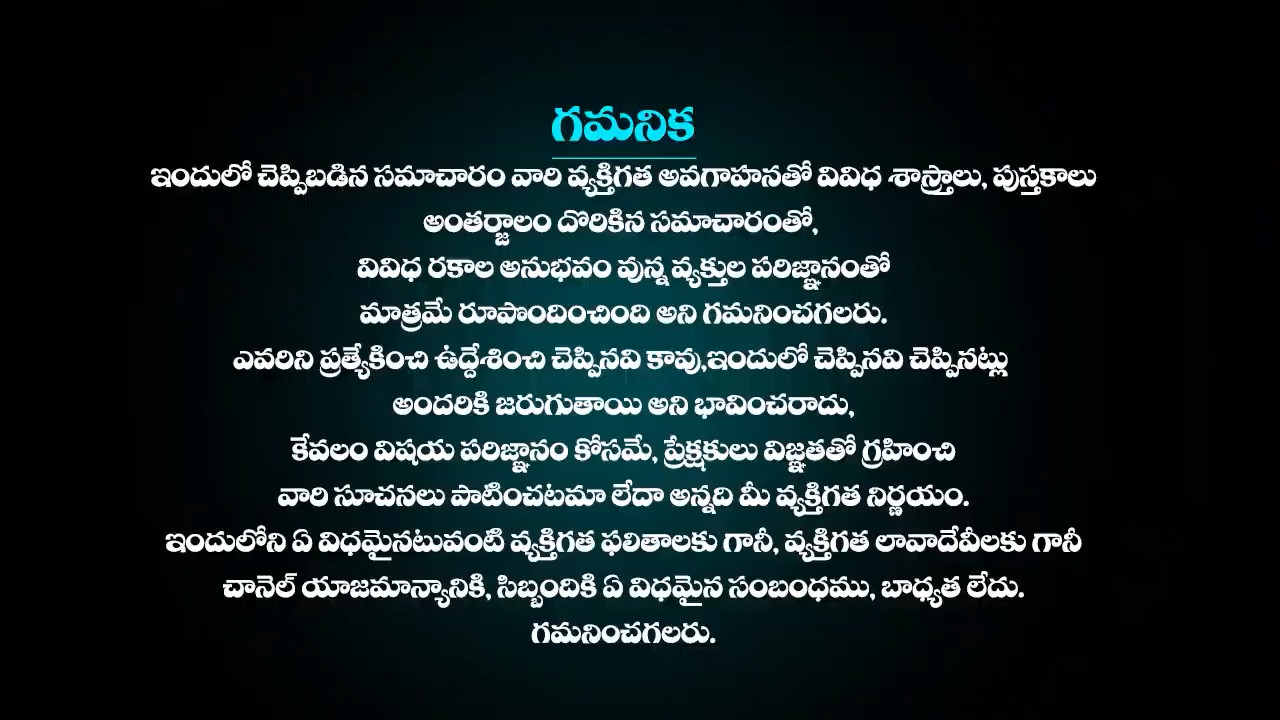 గమనిక
ఇందులో చెప్పిబడిన సమాచారం వారి వ్యక్తిగత అవగాహనతో వివిధ శాస్త్రాలు, పుస్తకాలు
అంతర్జాలం దొరికిన సమాచారంతో,
వివిధ రకాల అనుభవం వున్న వ్యక్తుల పరిజ్ఞానంతో
మాత్రమే రూపొందించింది అని గమనించగలరు.
ఎవరిని ప్రత్యేకించి ఉద్దేశించి చెప్పినవి కావు,ఇందులో చెప్పినవి చెప్పినట్లు
అందరికి జరుగుతాయి అని భావించరాదు,
కేవలం విషయ పరిజ్ఞానం కోసమే, ప్రేక్షకులు విజ్ఞతతో గ్రహించి
వారి సూచనలు పాటించటమా లేదా అన్నది మీ వ్యక్తిగత నిర్ణయం.
ఇందులోని ఏ విధమైనటువంటి వ్యక్తిగత ఫలితాలకు గానీ, వ్యక్తిగత లావాదేవీలకు గానీ
చానెల్ యాజమాన్యానికి, సిబ్బందికి ఏ విధమైన సంబంధము, బాధ్యత లేదు.
గమనించగలరు.